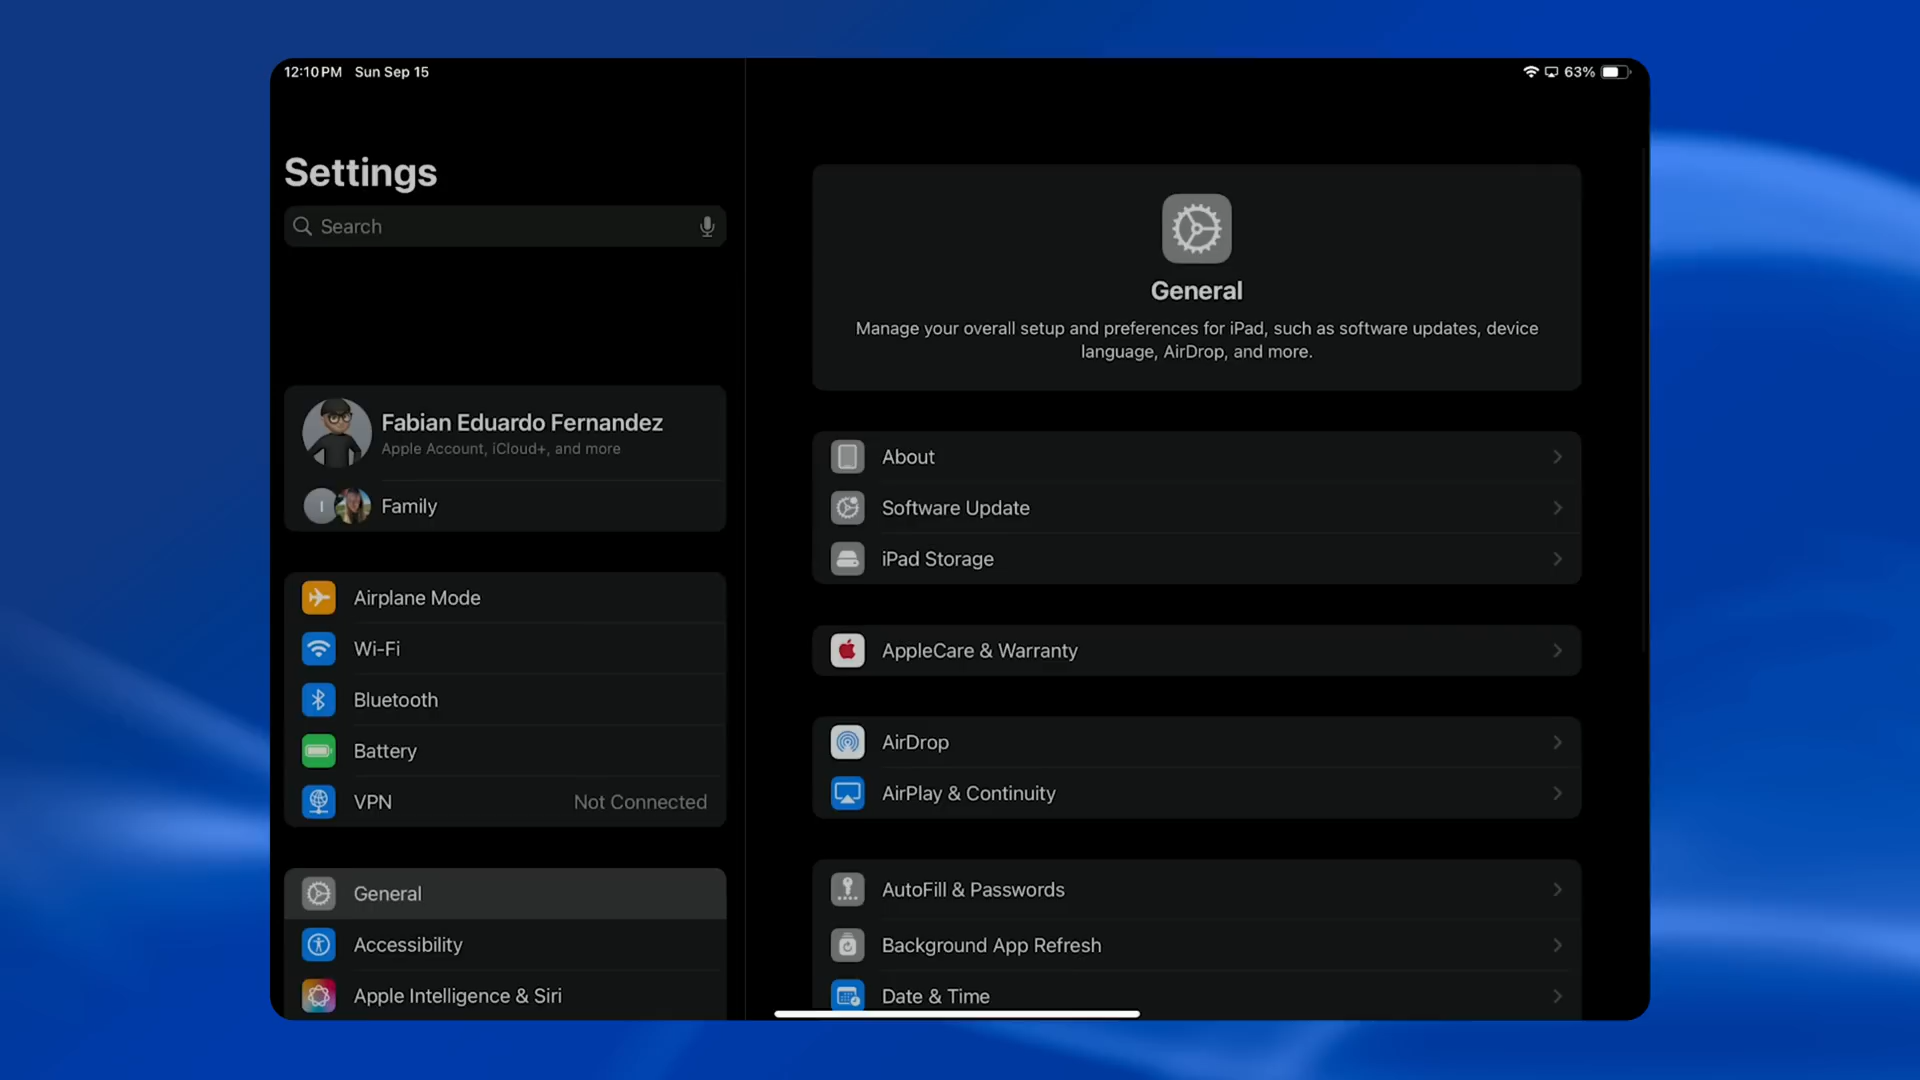 12:10 PM Sun Sep 15
63%
Settings
Search
Fabian Eduardo Fernandez
Apple Account, iCloud+, and more
I
Family
Airplane Mode
Wi-Fi
Bluetooth
Battery
VPN Not Connected
General
Accessibility
Apple Intelligence & Siri
General
Manage your overall setup and preferences for iPad, such as software updates, device
language, AirDrop, and more.
About
Software Update
iPad Storage
AppleCare & Warranty
AirDrop
AirPlay & Continuity
AutoFill & Passwords
Background App Refresh
Date & Time